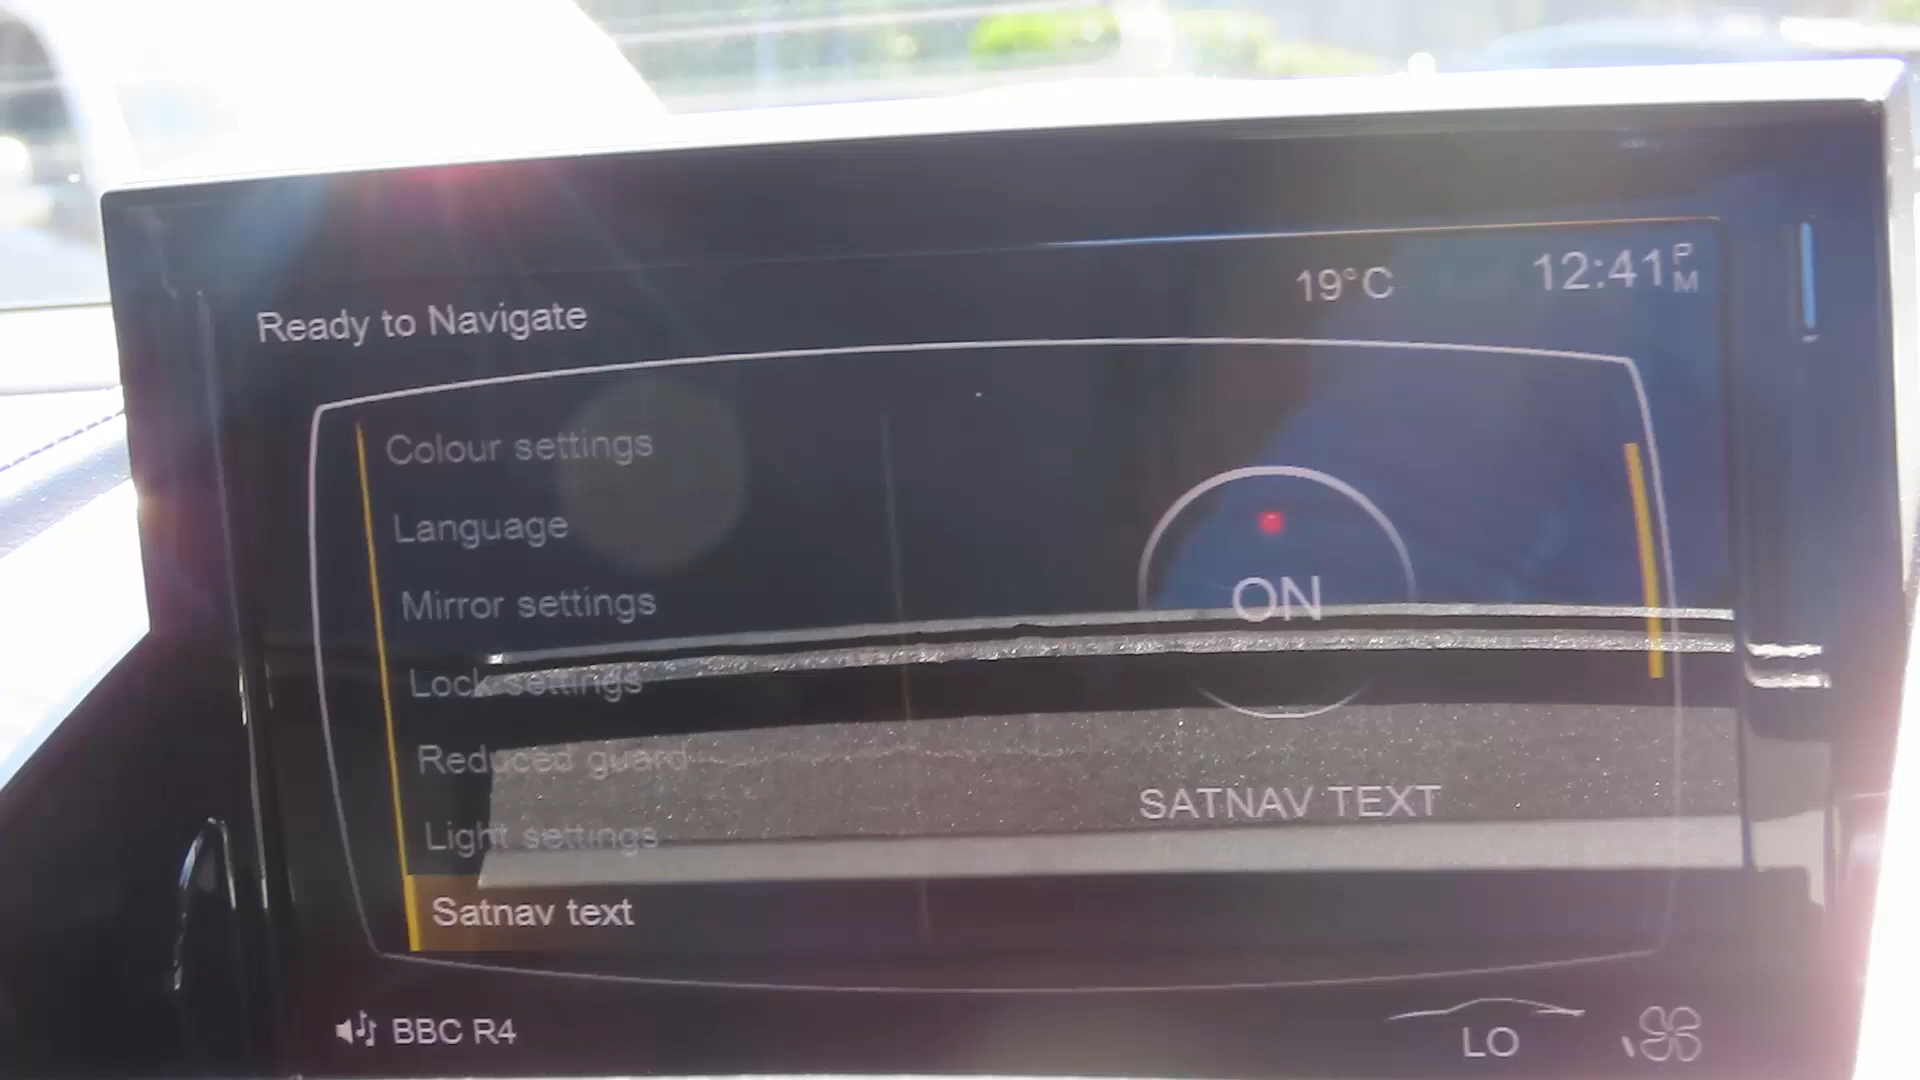 Ready to Navigate
19°C
12:41 PM
Colour settings
Language
Mirror settings
Lock settings
Reduced guard
Light settings
Satnav text
ON
SATNAV TEXT
BBC R4
LO